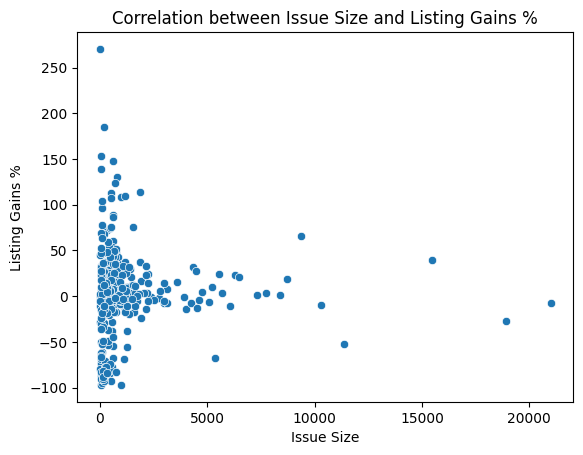 Correlation between Issue Size and Listing Gains %
250
200
150
100
50
0
−50
−100
Listing Gains %
0 5000 10000 15000 20000
Issue Size